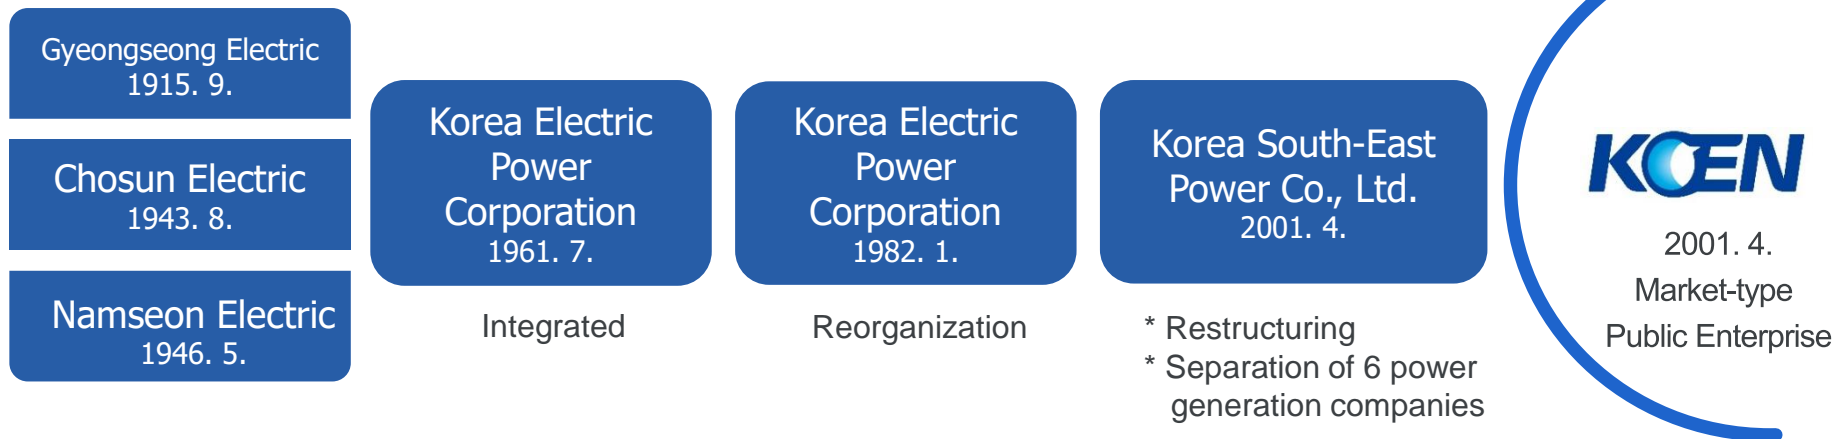 Gyeongseong Electric
1915. 9.
Chosun Electric
1943. 8.
Namseon Electric
1946. 5.
Korea Electric
Power
Corporation
1961. 7.
Integrated
Korea Electric
Power
Corporation
1982. 1.
Reorganization
Korea South-East
Power Co., Ltd.
2001. 4.
* Restructuring
* Separation of 6 power
generation companies
KOEN
2001. 4.
Market-type
Public Enterprise